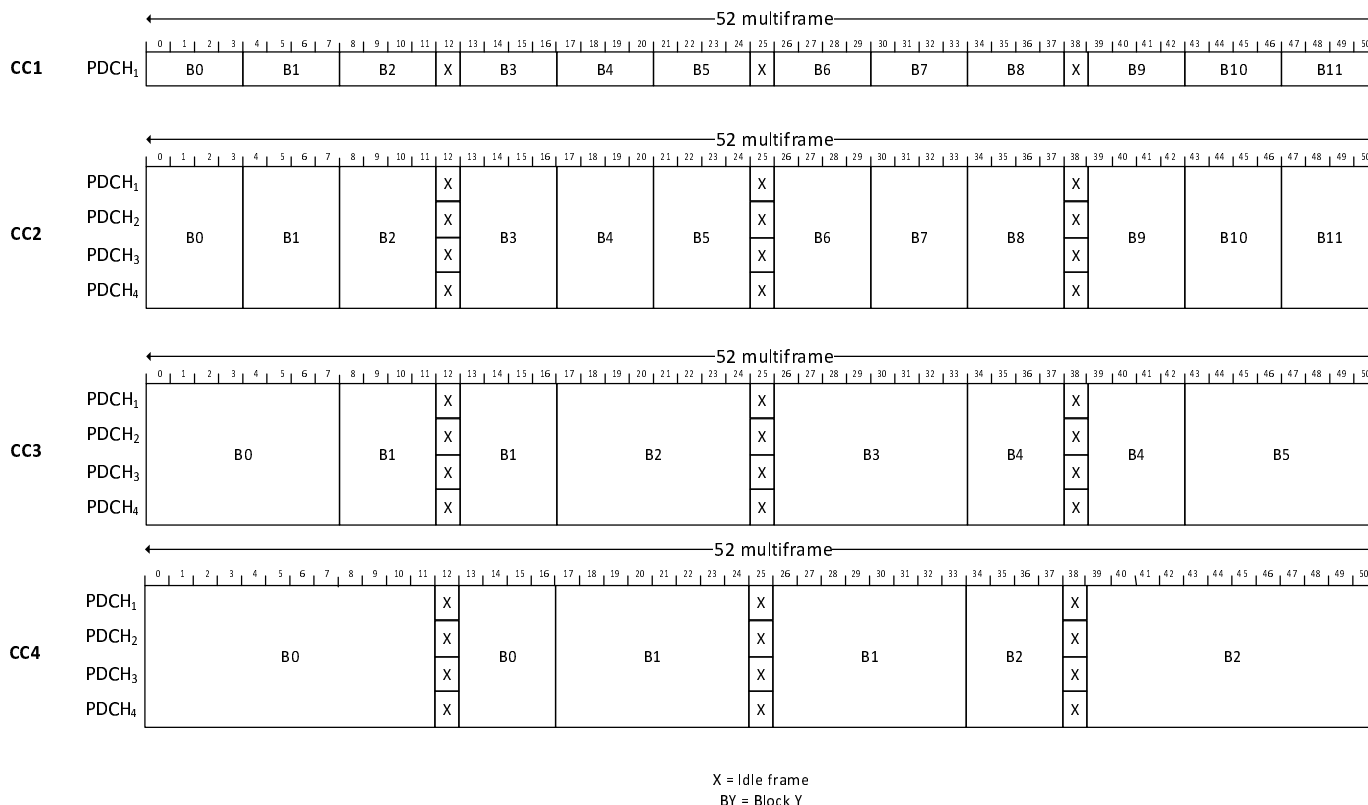 52 multiframe
0 1 2 3 4 5 6 7 8 9 10 11 12 13 14 15 16 17 18 19 20 21 22 23 24 25 26 27 28 29 30 31 32 33 34 35 36 37 38 39 40 41 42 43 44 45 46 47 48 49 50
CC1 PDCH₁ B0 B1 B2 X B3 B4 B5 X B6 B7 B8 X B9 B10 B11
52 multiframe
0 1 2 3 4 5 6 7 8 9 10 11 12 13 14 15 16 17 18 19 20 21 22 23 24 25 26 27 28 29 30 31 32 33 34 35 36 37 38 39 40 41 42 43 44 45 46 47 48 49 50
PDCH₁ X X X
PDCH₂ X X X
CC2 B0 B1 B2 B3 B4 B5 B6 B7 B8 B9 B10 B11
PDCH₃ X X X
PDCH₄ X X X
52 multiframe
0 1 2 3 4 5 6 7 8 9 10 11 12 13 14 15 16 17 18 19 20 21 22 23 24 25 26 27 28 29 30 31 32 33 34 35 36 37 38 39 40 41 42 43 44 45 46 47 48 49 50
PDCH₁ X X X
PDCH₂ X X X
CC3 B0 B1 B1 B2 B3 B4 B4 B5
PDCH₃ X X X
PDCH₄ X X X
52 multiframe
0 1 2 3 4 5 6 7 8 9 10 11 12 13 14 15 16 17 18 19 20 21 22 23 24 25 26 27 28 29 30 31 32 33 34 35 36 37 38 39 40 41 42 43 44 45 46 47 48 49 50
PDCH₁ X X X
PDCH₂ X X X
CC4 B0 B0 B1 B1 B2 B2
PDCH₃ X X X
PDCH₄ X X X
X = Idle frame
BY = Block Y